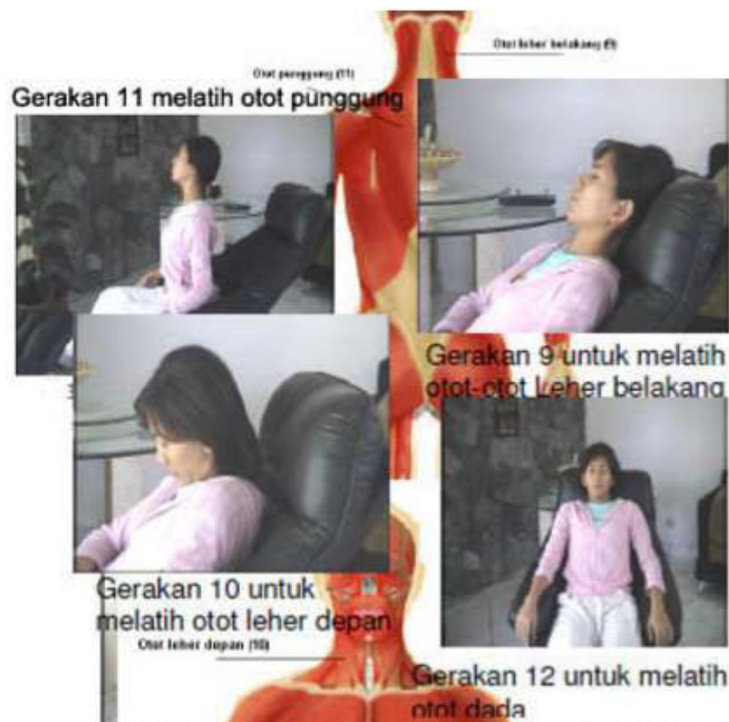 Otot leher belakang (9)
Otot punggung (11)
Gerakan 11 melatih otot punggung
Gerakan 9 untuk melatih
otot-otot Leher belakang
Gerakan 10 untuk
melatih otot leher depan
Otot leher depan (10)
Gerakan 12 untuk melatih
otot dada